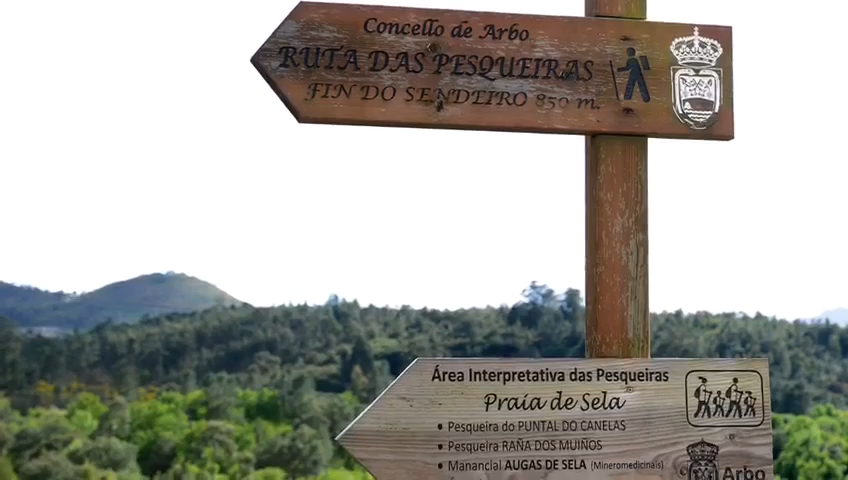 Concello de Arbo
RUTA DAS PESQUEIRAS
FIN DO SENDEIRO 850 m.
Área Interpretativa das Pesqueiras
Praia de Sela
• Pesqueira do PUNTAL DO CANELAS
• Pesqueira RAÑA DOS MUIÑOS
• Manancial AUGAS DE SELA (Mineromedicinais)
Arbo